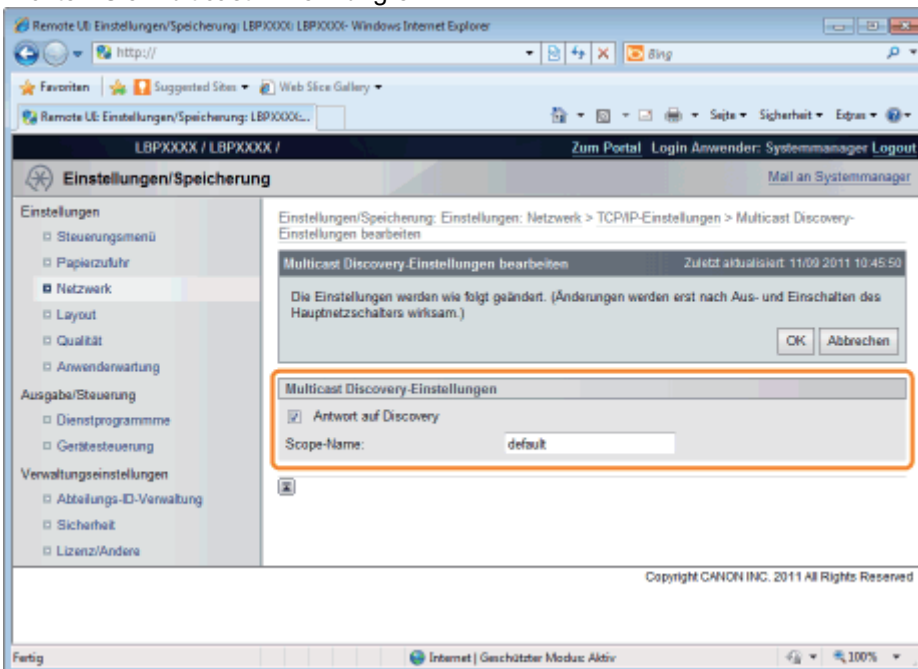 Remote UI: Einstellungen/Speicherung: LBPXXXX: LBPXXXX- Windows Internet Explorer
http://
Bing
Favoriten
Suggested Sites
Web Slice Gallery
Remote UI: Einstellungen/Speicherung: LBPXXXX:...
Seite
Sicherheit
Extras
LBPXXXX / LBPXXXX /
Zum Portal Login Anwender: Systemmanager Logout
Einstellungen/Speicherung
Mail an Systemmanager
Einstellungen
Steuerungsmenü
Papierzufuhr
Netzwerk
Layout
Qualität
Anwenderwartung
Ausgabe/Steuerung
Dienstprogrammme
Gerätesteuerung
Verwaltungseinstellungen
Abteilungs-ID-Verwaltung
Sicherheit
Lizenz/Andere
Einstellungen/Speicherung: Einstellungen: Netzwerk > TCP/IP-Einstellungen > Multicast Discovery-
Einstellungen bearbeiten
Multicast Discovery-Einstellungen bearbeiten
Zuletzt aktualisiert: 11/09 2011 10:45:50
Die Einstellungen werden wie folgt geändert. (Änderungen werden erst nach Aus- und Einschalten des
Hauptnetzschalters wirksam.)
OK
Abbrechen
Multicast Discovery-Einstellungen
Antwort auf Discovery
Scope-Name:
default
Copyright CANON INC. 2011 All Rights Reserved
Fertig
Internet | Geschützter Modus: Aktiv
100%